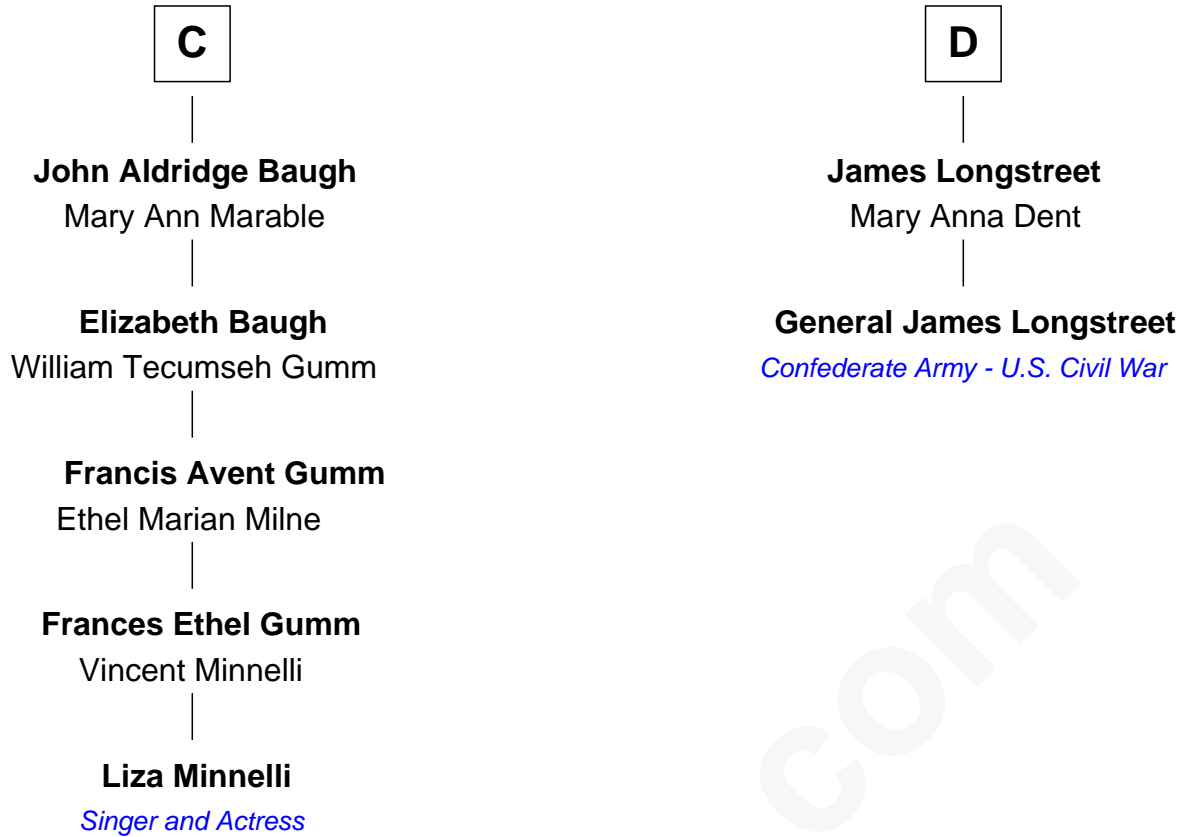 C
John Aldridge Baugh
Mary Ann Marable
Elizabeth Baugh
William Tecumseh Gumm
Francis Avent Gumm
Ethel Marian Milne
Frances Ethel Gumm
Vincent Minnelli
Liza Minnelli
Singer and Actress
D
James Longstreet
Mary Anna Dent
General James Longstreet
Confederate Army - U.S. Civil War
com